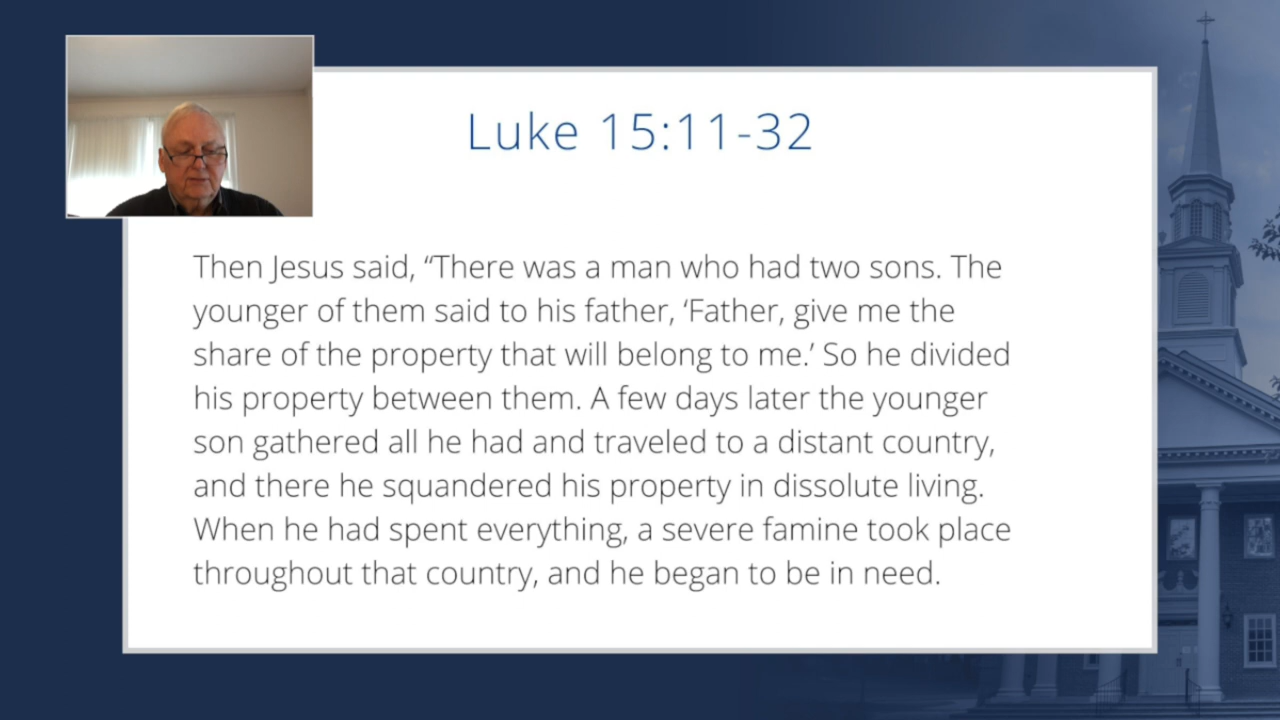 Luke 15:11-32
Then Jesus said, “There was a man who had two sons. The
younger of them said to his father, ‘Father, give me the
share of the property that will belong to me.’ So he divided
his property between them. A few days later the younger
son gathered all he had and traveled to a distant country,
and there he squandered his property in dissolute living.
When he had spent everything, a severe famine took place
throughout that country, and he began to be in need.